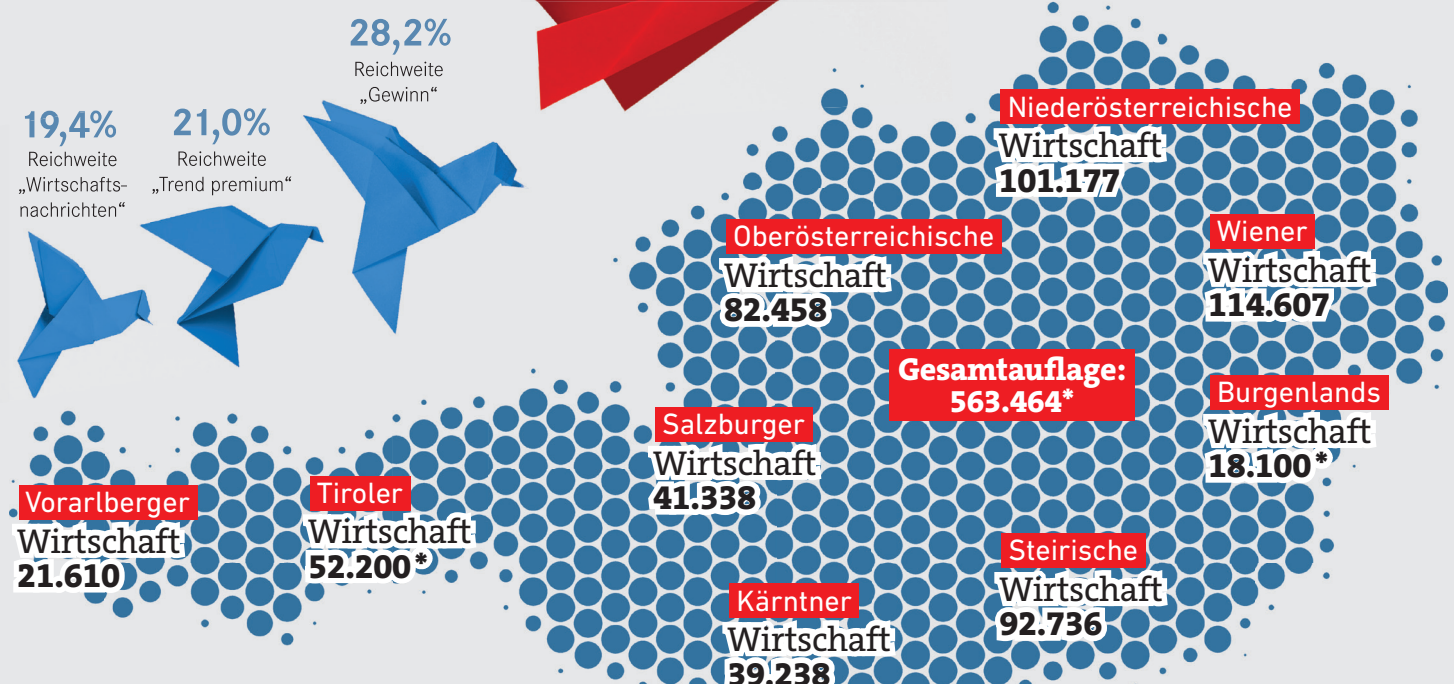 28,2%
Reichweite
„Gewinn“
19,4%
Reichweite
„Wirtschafts-
nachrichten“
21,0%
Reichweite
„Trend premium“
Niederösterreichische
Wirtschaft
101.177
Oberösterreichische
Wirtschaft
82.458
Wiener
Wirtschaft
114.607
Gesamtauflage:
563.464*
Burgenlands
Wirtschaft
18.100*
Salzburger
Wirtschaft
41.338
Vorarlberger
Wirtschaft
21.610
Tiroler
Wirtschaft
52.200*
Steirische
Wirtschaft
92.736
Kärntner
Wirtschaft
39.238